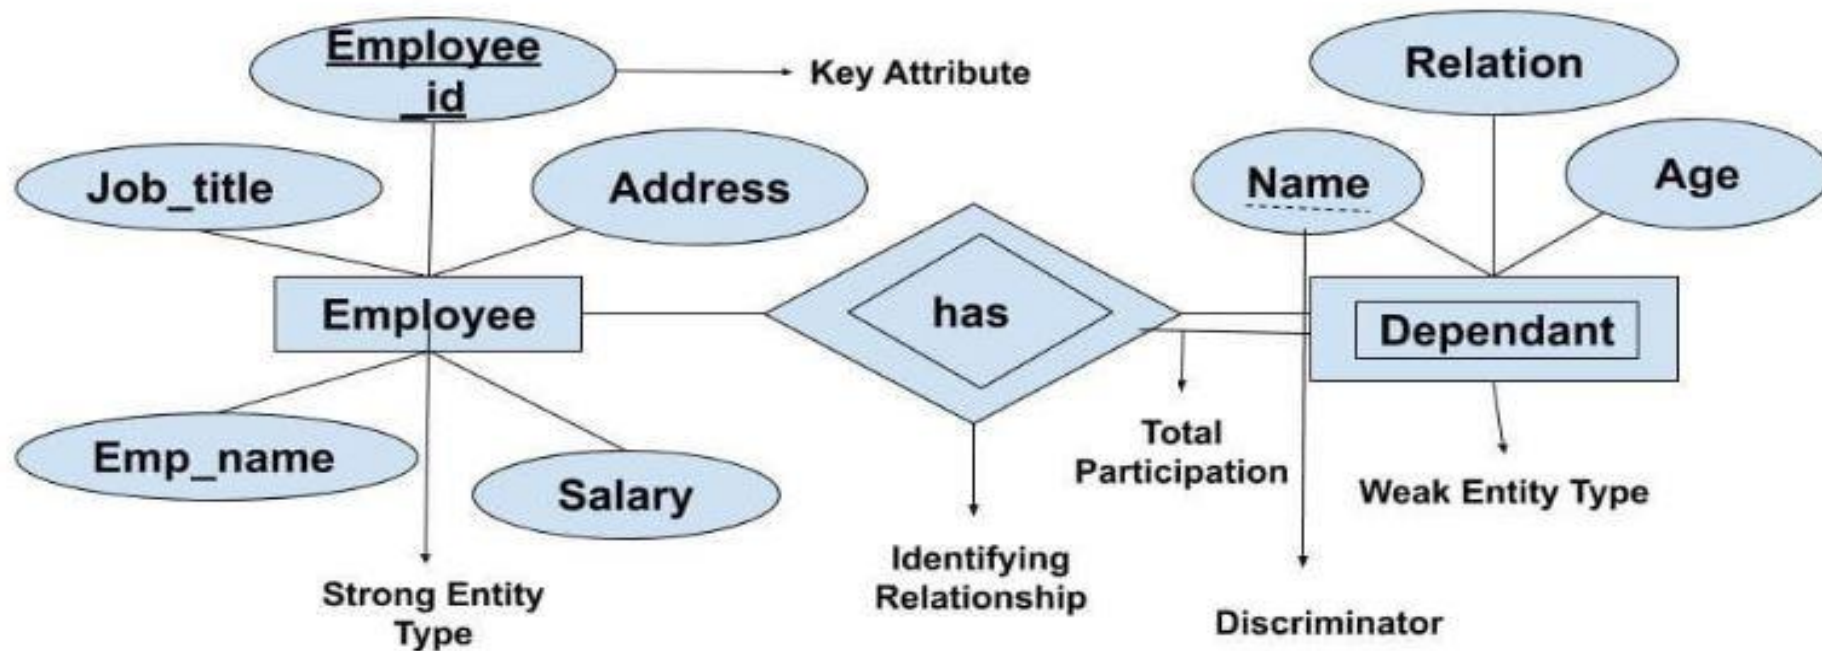 Employee
_id
Key Attribute
Relation
Job_title
Address
Name
Age
Employee
has
Dependant
Emp_name
Salary
Total
Participation
Weak Entity Type
Identifying
Relationship
Strong Entity
Type
Discriminator